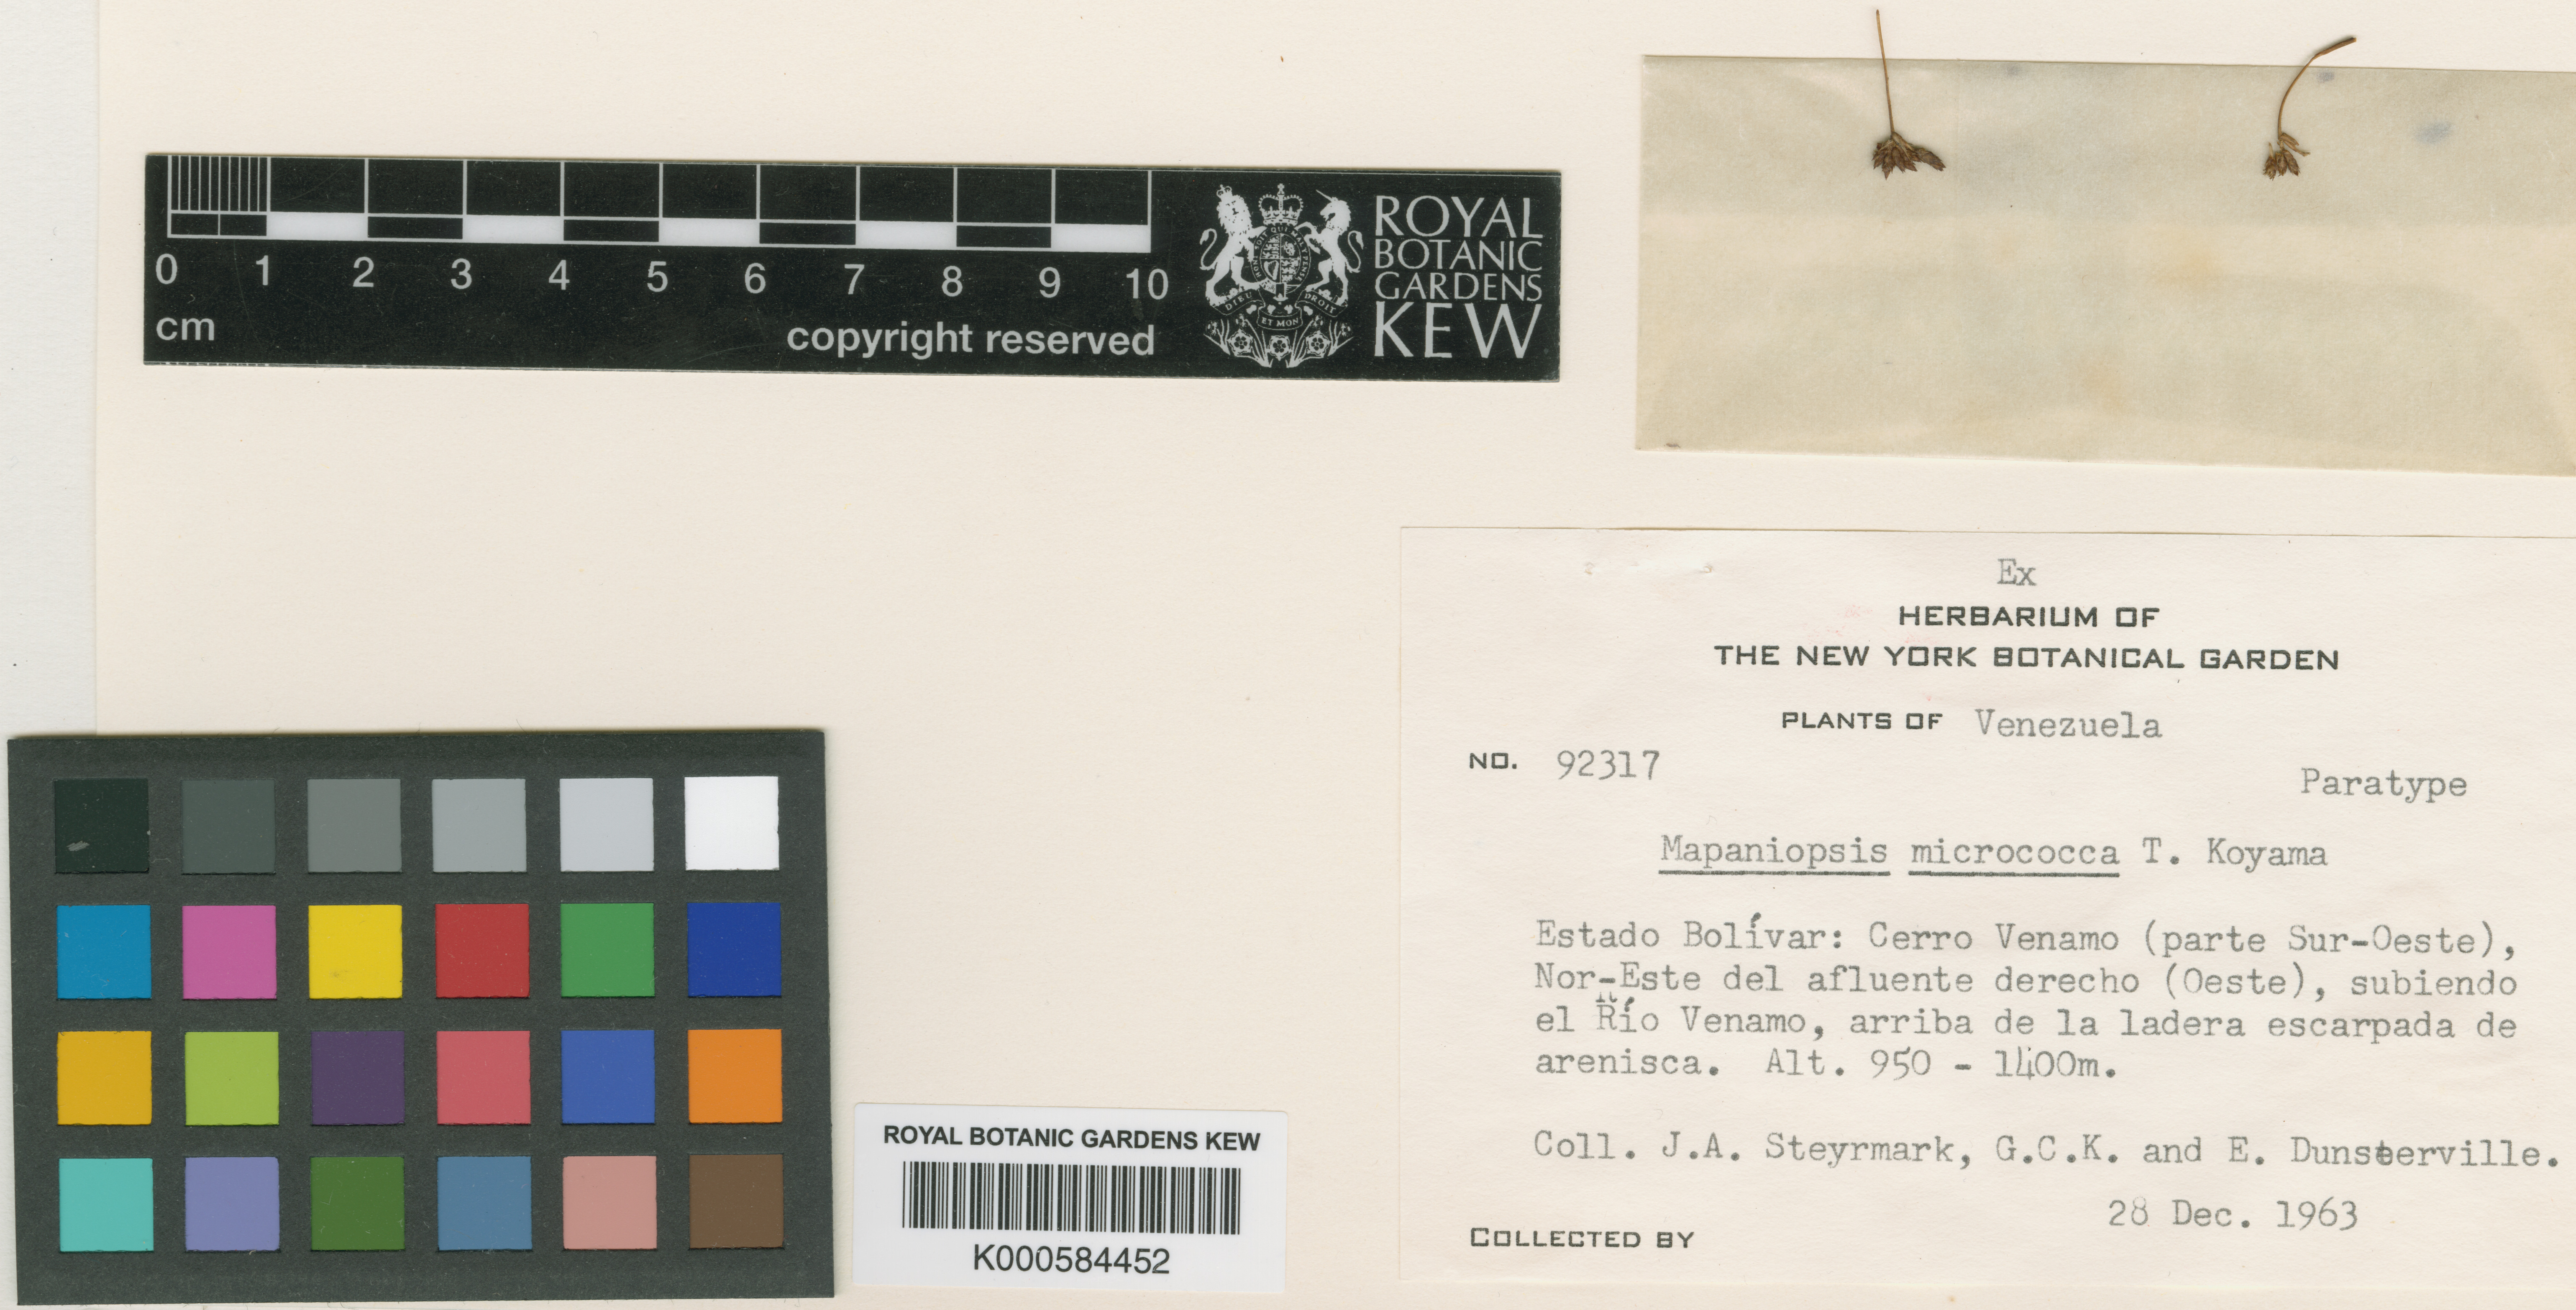 0 1 2 3 4 5 6 7 8 9 10
cm
copyright reserved
ROYAL
BOTANIC
GARDENS
KEW
DIEU ET MON DROIT
Ex
HERBARIUM OF
THE NEW YORK BOTANICAL GARDEN
PLANTS OF Venezuela
NO. 92317
Paratype
Mapaniopsis micrococca T. Koyama
Estado Bolívar: Cerro Venamo (parte Sur-Oeste),
Nor-Este del afluente derecho (Oeste), subiendo
el Río Venamo, arriba de la ladera escarpada de
arenisca. Alt. 950 - 1400m.
Coll. J.A. Steyrmark, G.C.K. and E. Dunsterville.
28 Dec. 1963
COLLECTED BY
ROYAL BOTANIC GARDENS KEW
K000584452